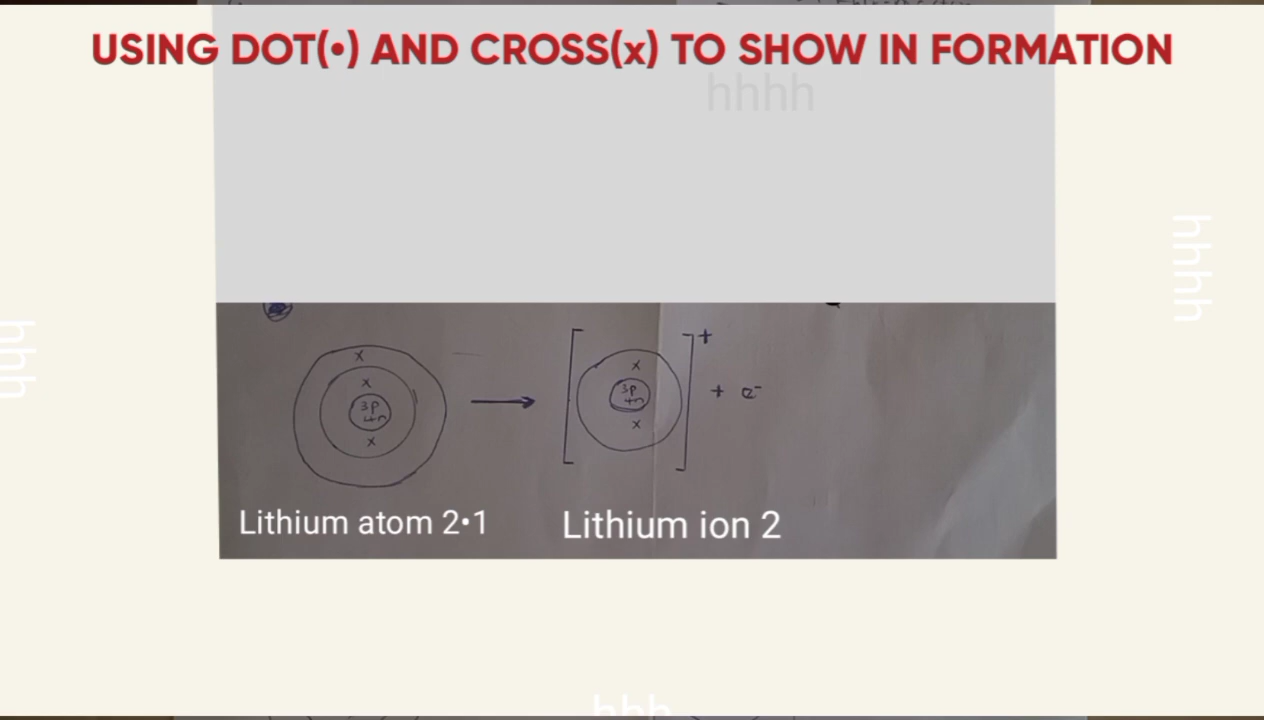 USING DOT(•) AND CROSS(x) TO SHOW IN FORMATION
hhhh
hhhh
hhh
x
x
3p
4n
x
x
3p
4n
x
+
+ e-
Lithium atom 2•1
Lithium ion 2
hhh